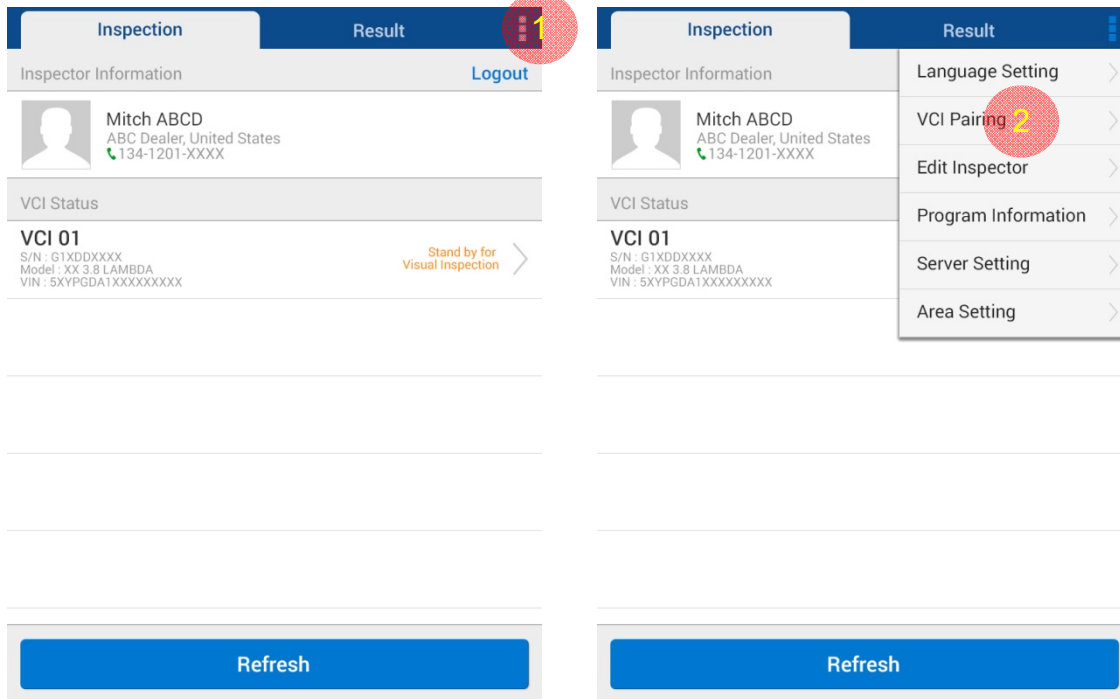 Inspection
Result
1
Inspector Information
Logout
Mitch ABCD
ABC Dealer, United States
134-1201-XXXX
VCI Status
VCI 01
S/N : G1XDDXXXX
Model : XX 3.8 LAMBDA
VIN : 5XYPGDA1XXXXXXXXX
Stand by for
Visual Inspection
Refresh
Inspection
Result
Inspector Information
Mitch ABCD
ABC Dealer, United States
134-1201-XXXX
VCI Status
VCI 01
S/N : G1XDDXXXX
Model : XX 3.8 LAMBDA
VIN : 5XYPGDA1XXXXXXXXX
Language Setting
VCI Pairing 2
Edit Inspector
Program Information
Server Setting
Area Setting
Refresh